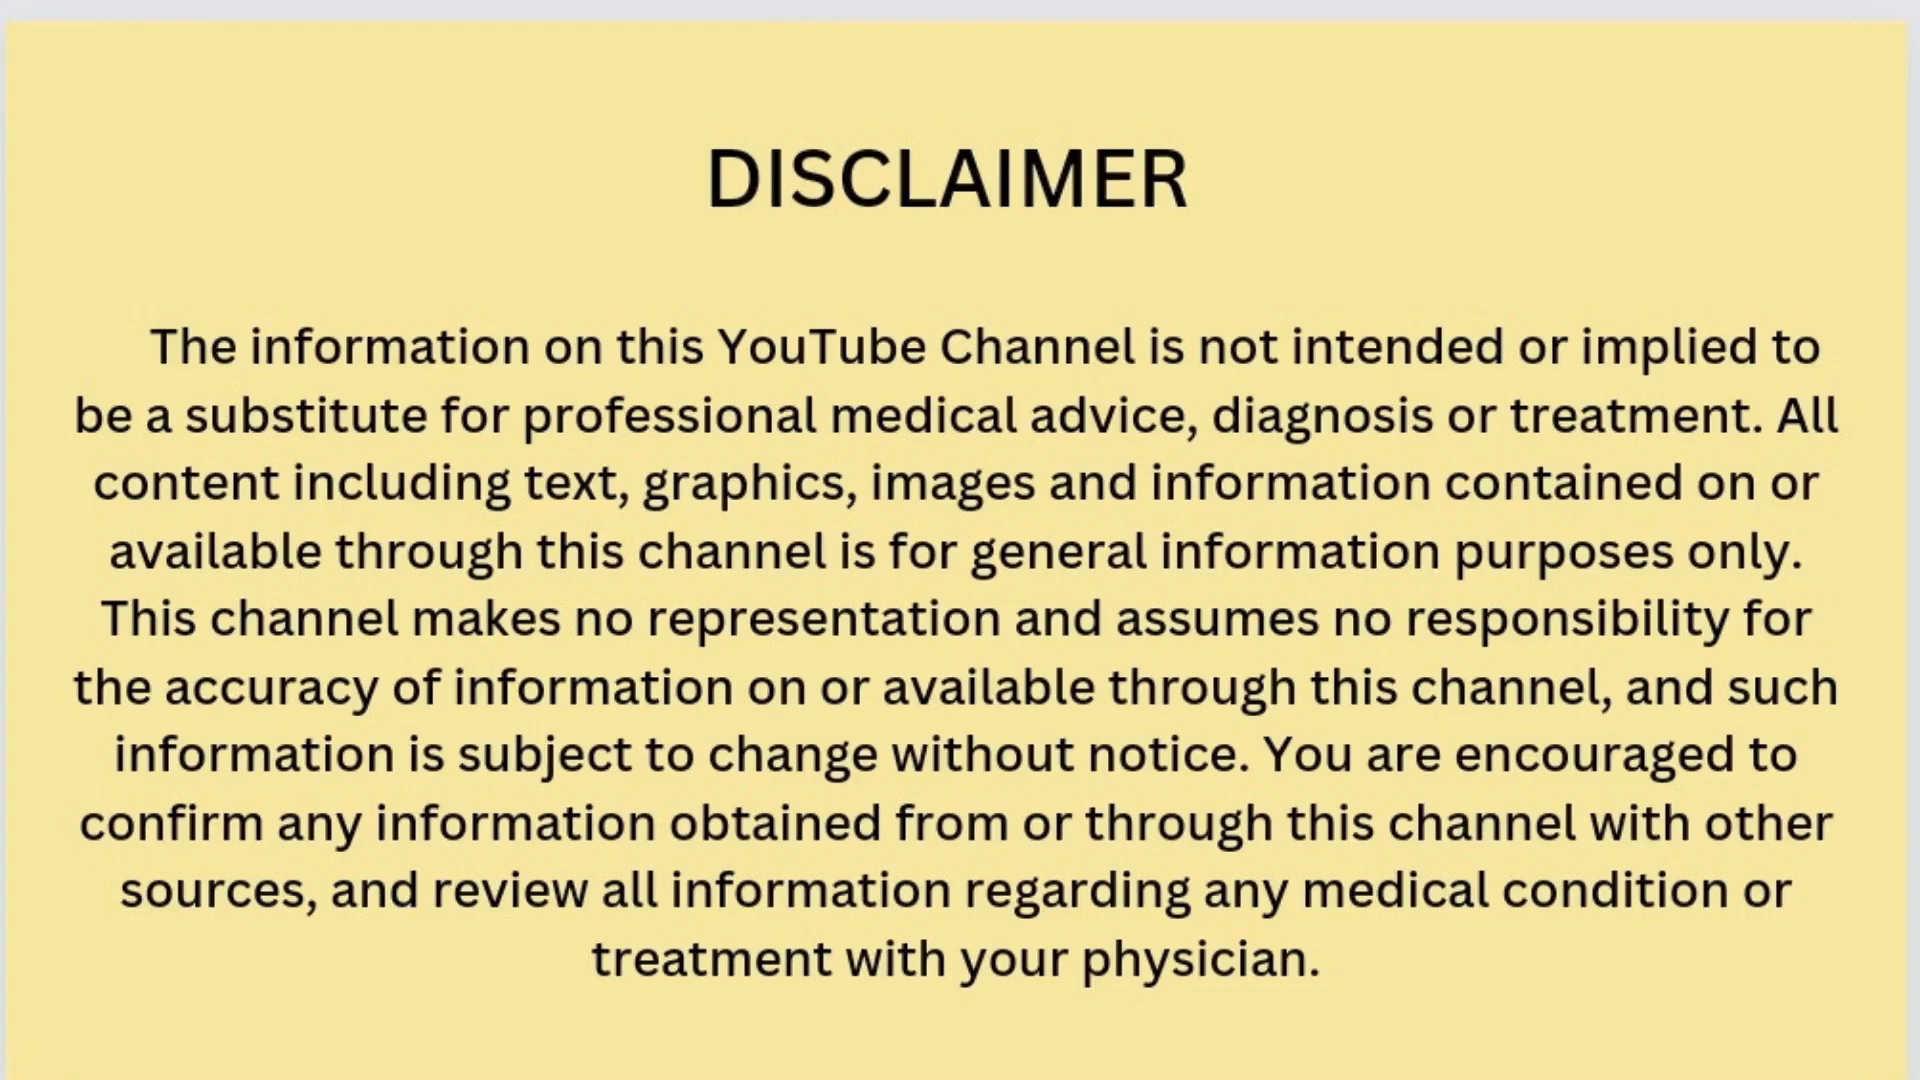 DISCLAIMER
The information on this YouTube Channel is not intended or implied to
be a substitute for professional medical advice, diagnosis or treatment. All
content including text, graphics, images and information contained on or
available through this channel is for general information purposes only.
This channel makes no representation and assumes no responsibility for
the accuracy of information on or available through this channel, and such
information is subject to change without notice. You are encouraged to
confirm any information obtained from or through this channel with other
sources, and review all information regarding any medical condition or
treatment with your physician.